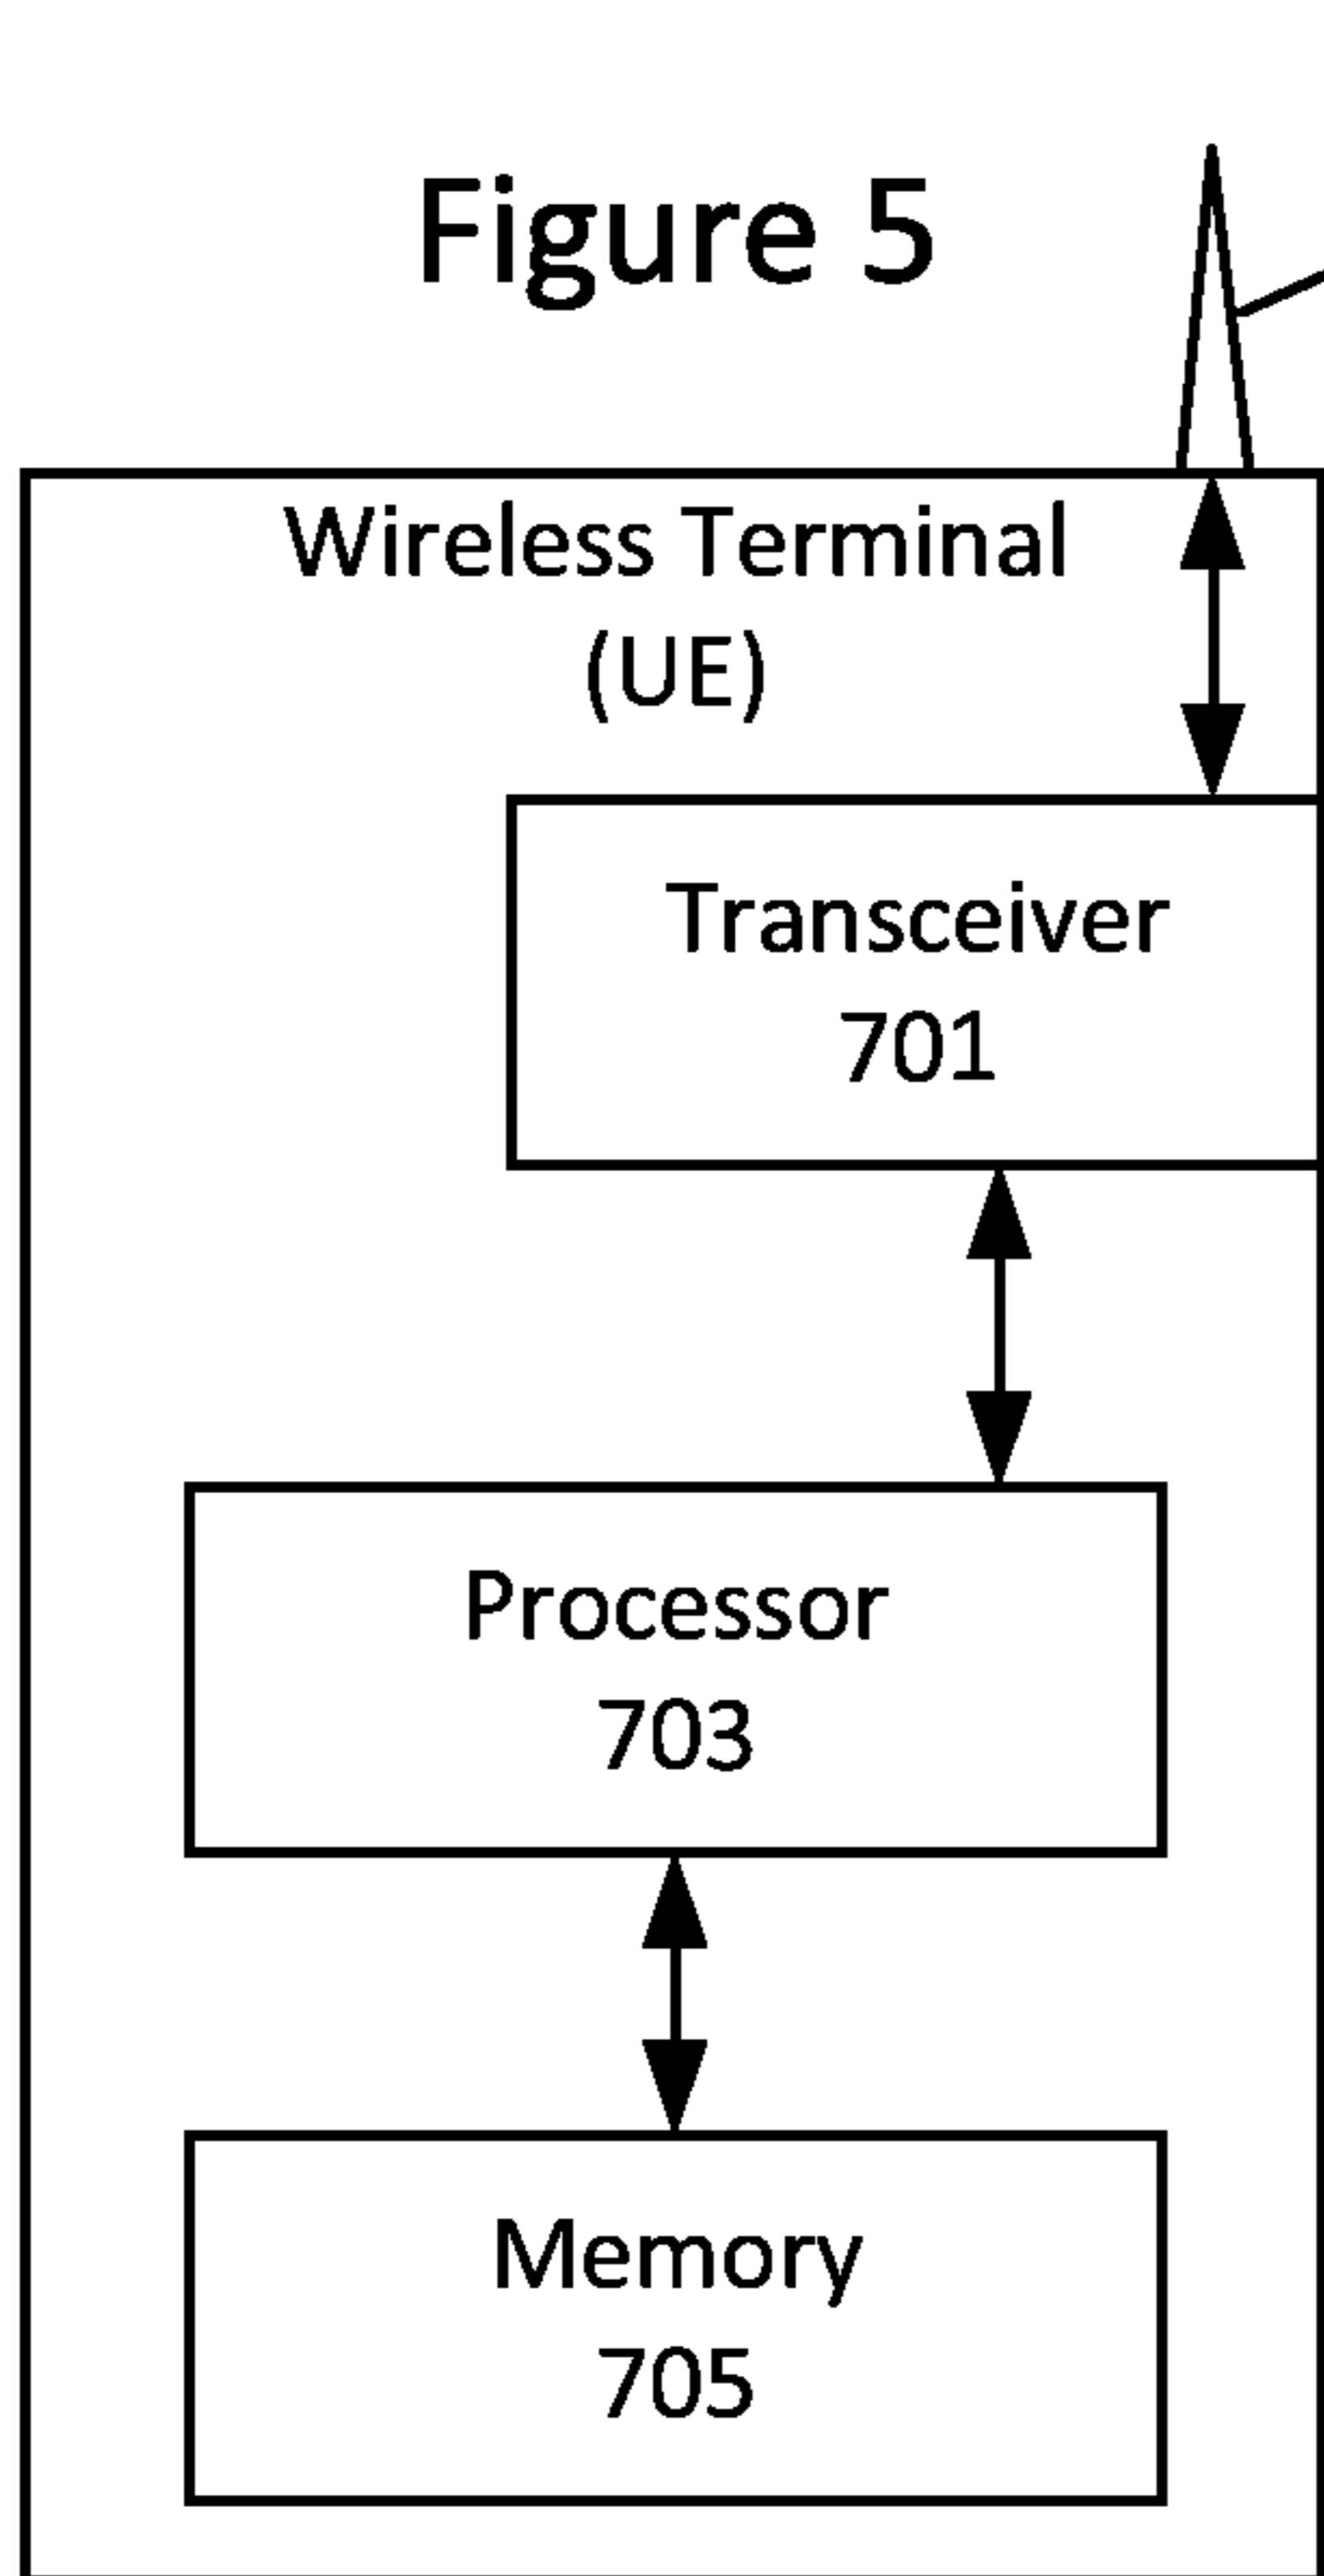 Figure 5
Wireless Terminal
(UE)
Transceiver
701
Processor
703
Memory
705